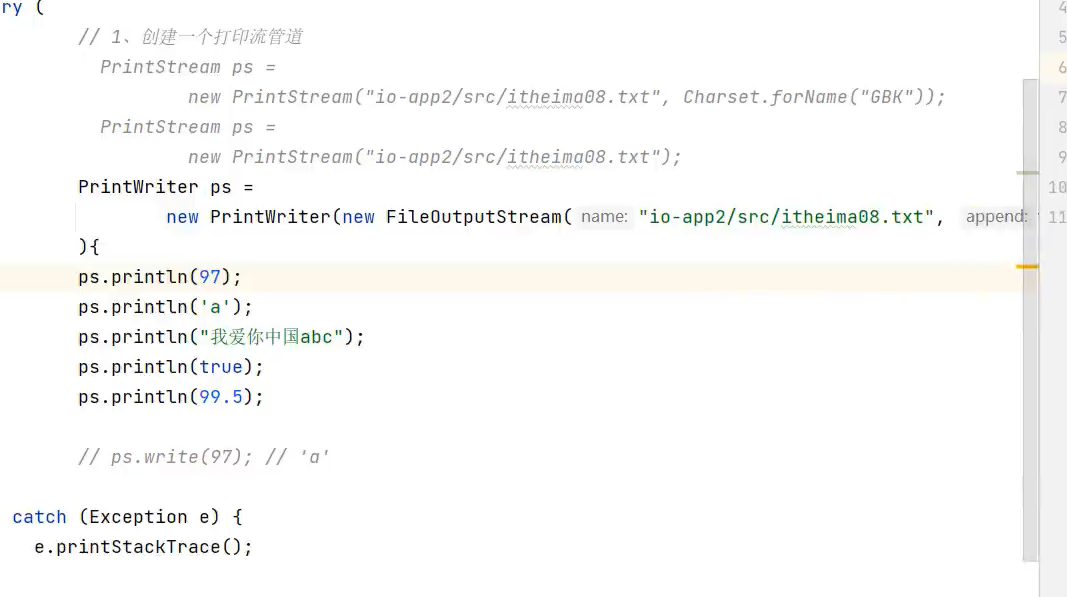 ry (
// 1、创建一个打印流管道
PrintStream ps =
new PrintStream("io-app2/src/itheima08.txt", Charset.forName("GBK"));
PrintStream ps =
new PrintStream("io-app2/src/itheima08.txt");
PrintWriter ps =
new PrintWriter(new FileOutputStream( name: "io-app2/src/itheima08.txt", append:
){
ps.println(97);
ps.println('a');
ps.println("我爱你中国abc");
ps.println(true);
ps.println(99.5);
// ps.write(97); // 'a'
catch (Exception e) {
e.printStackTrace();
4
5
6
7
8
9
10
11